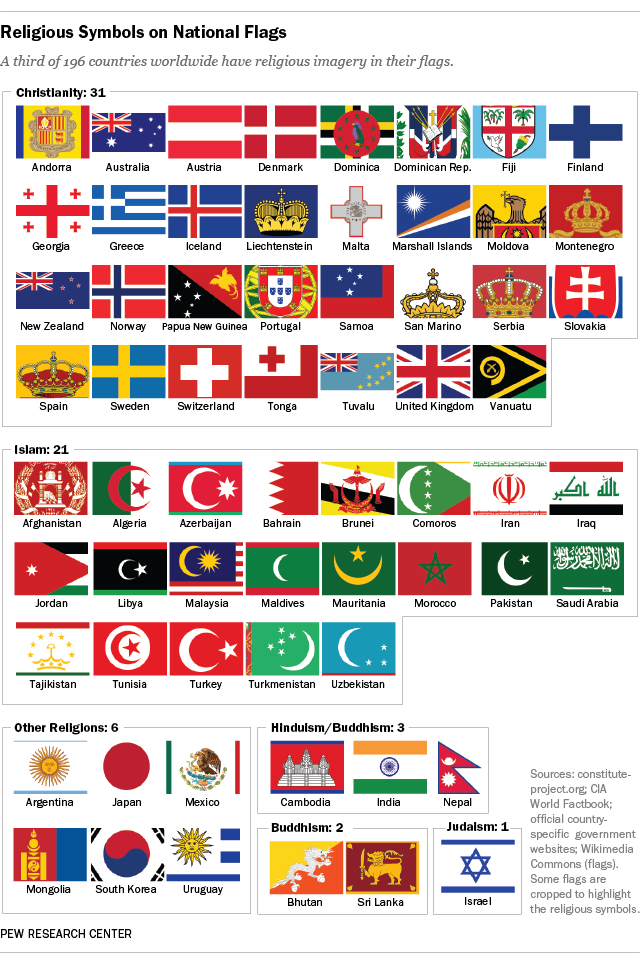 Religious Symbols on National Flags
A third of 196 countries worldwide have religious imagery in their flags.
Christianity: 31
Andorra Australia Austria Denmark Dominica Dominican Rep. Fiji Finland
Georgia Greece Iceland Liechtenstein Malta Marshall Islands Moldova Montenegro
New Zealand Norway Papua New Guinea Portugal Samoa San Marino Serbia Slovakia
Spain Sweden Switzerland Tonga Tuvalu United Kingdom Vanuatu
Islam: 21
Afghanistan Algeria Azerbaijan Bahrain Brunei Comoros Iran Iraq
Jordan Libya Malaysia Maldives Mauritania Morocco Pakistan Saudi Arabia
Tajikistan Tunisia Turkey Turkmenistan Uzbekistan
Other Religions: 6
Argentina Japan Mexico
Mongolia South Korea Uruguay
Hinduism/Buddhism: 3
Cambodia India Nepal
Buddhism: 2
Bhutan Sri Lanka
Judaism: 1
Israel
Sources: constitute-
project.org; CIA
World Factbook;
official country-
specific government
websites; Wikimedia
Commons (flags).
Some flags are
cropped to highlight
the religious symbols.
PEW RESEARCH CENTER